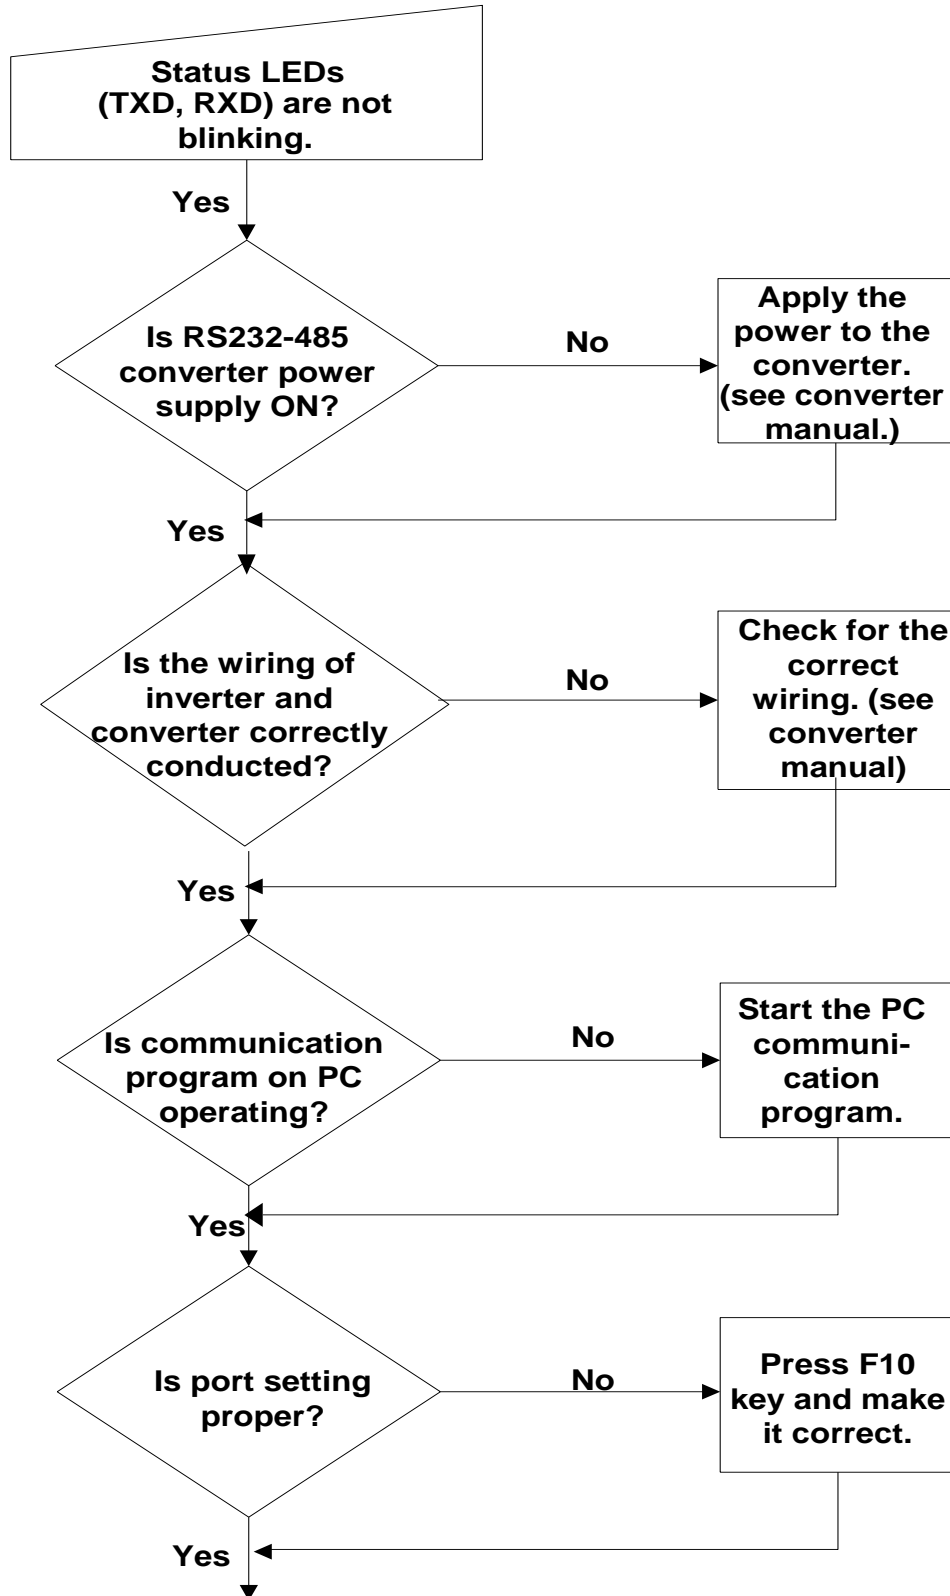 Status LEDs
(TXD, RXD) are not
blinking.
Yes
Is RS232-485
converter power
supply ON?
No
Apply the
power to the
converter.
(see converter
manual.)
Yes
Is the wiring of
inverter and
converter correctly
conducted?
No
Check for the
correct
wiring. (see
converter
manual)
Yes
Is communication
program on PC
operating?
No
Start the PC
communi-
cation
program.
Yes
Is port setting
proper?
No
Press F10
key and make
it correct.
Yes